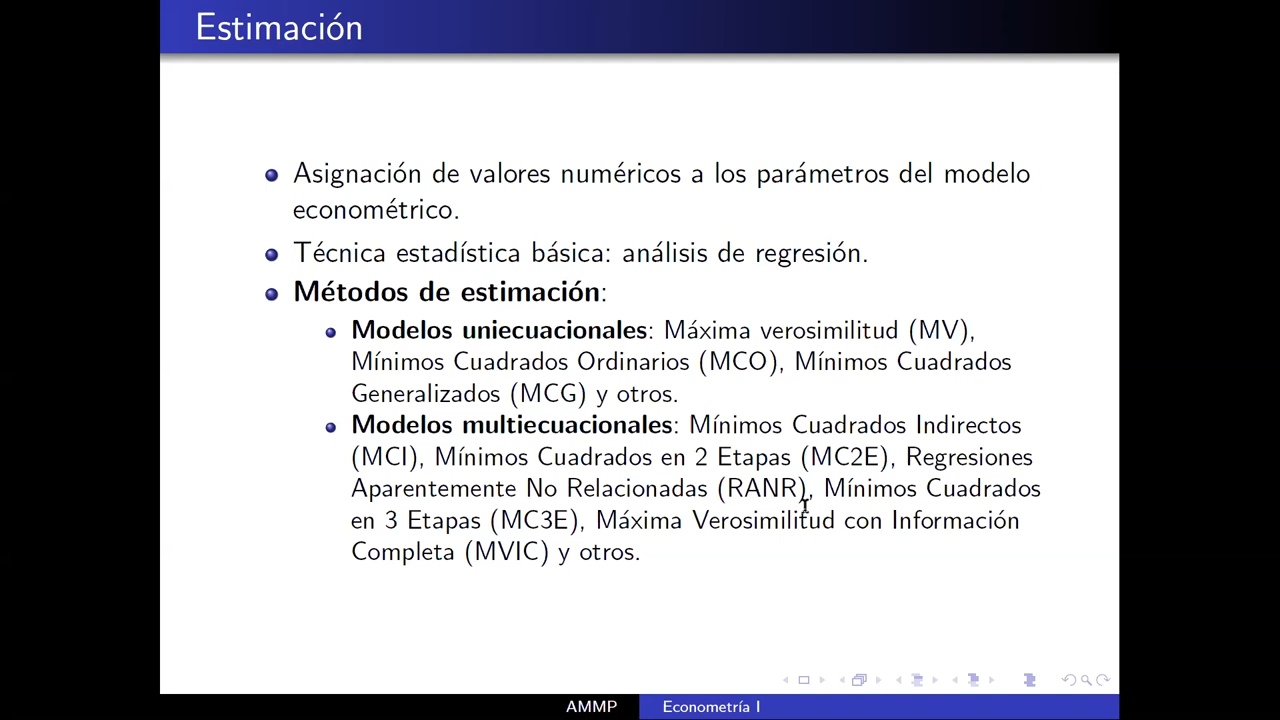 Estimación
Asignación de valores numéricos a los parámetros del modelo
econométrico.
Técnica estadística básica: análisis de regresión.
Métodos de estimación:
Modelos uniecuacionales: Máxima verosimilitud (MV),
Mínimos Cuadrados Ordinarios (MCO), Mínimos Cuadrados
Generalizados (MCG) y otros.
Modelos multiecuacionales: Mínimos Cuadrados Indirectos
(MCI), Mínimos Cuadrados en 2 Etapas (MC2E), Regresiones
Aparentemente No Relacionadas (RANR), Mínimos Cuadrados
en 3 Etapas (MC3E), Máxima Verosimilitud con Información
Completa (MVIC) y otros.
AMMP Econometría I